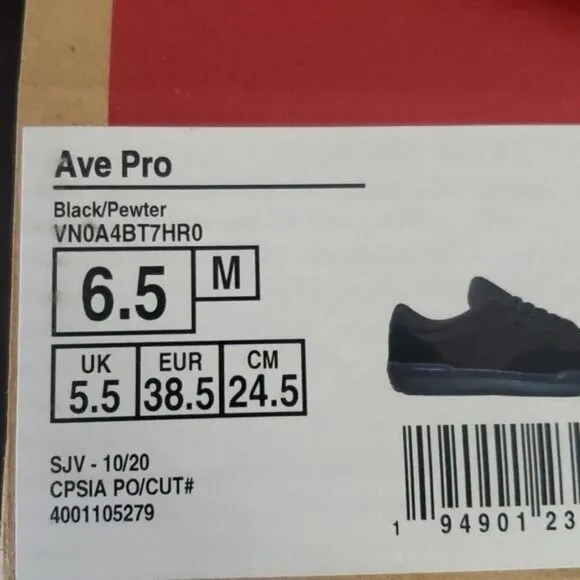 Ave Pro
Black/Pewter
VN0A4BT7HR0
6.5 M
UK EUR CM
5.5 38.5 24.5
SJV - 10/20
CPSIA PO/CUT#
4001105279
1 94901 23